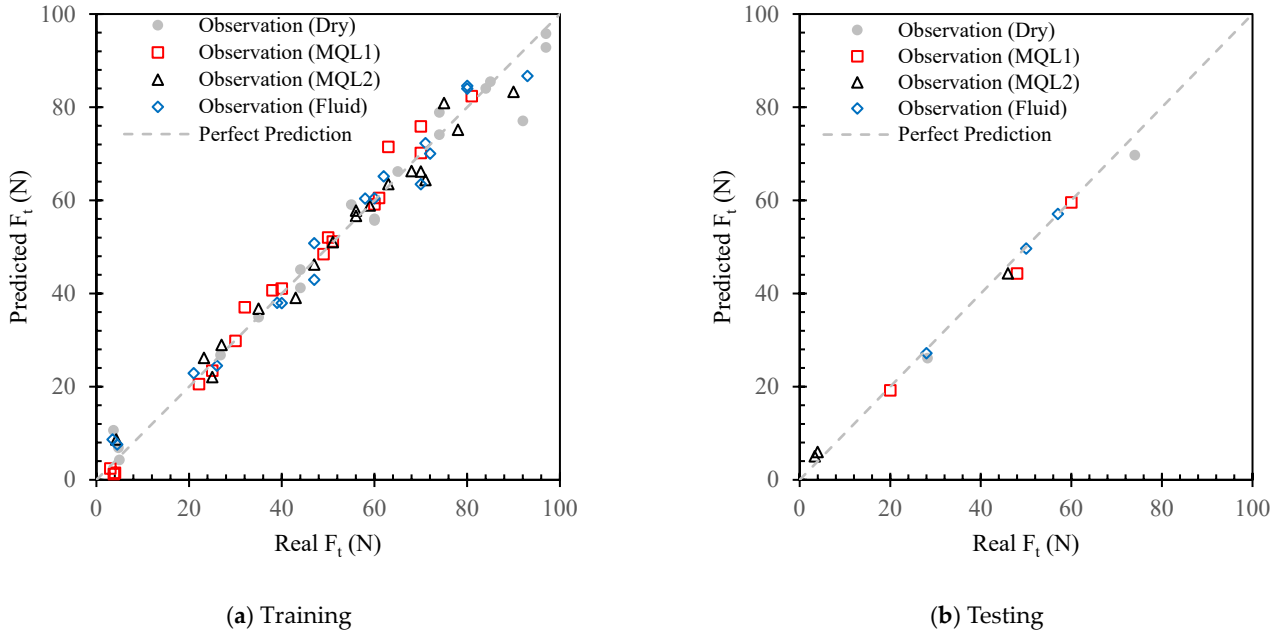 100
80
60
40
20
0
Predicted Ft (N)
Observation (Dry)
Observation (MQL1)
Observation (MQL2)
Observation (Fluid)
Perfect Prediction
0 20 40 60 80 100
Real Ft (N)
(a) Training
100
80
60
40
20
0
Predicted Ft (N)
Observation (Dry)
Observation (MQL1)
Observation (MQL2)
Observation (Fluid)
Perfect Prediction
0 20 40 60 80 100
Real Ft (N)
(b) Testing